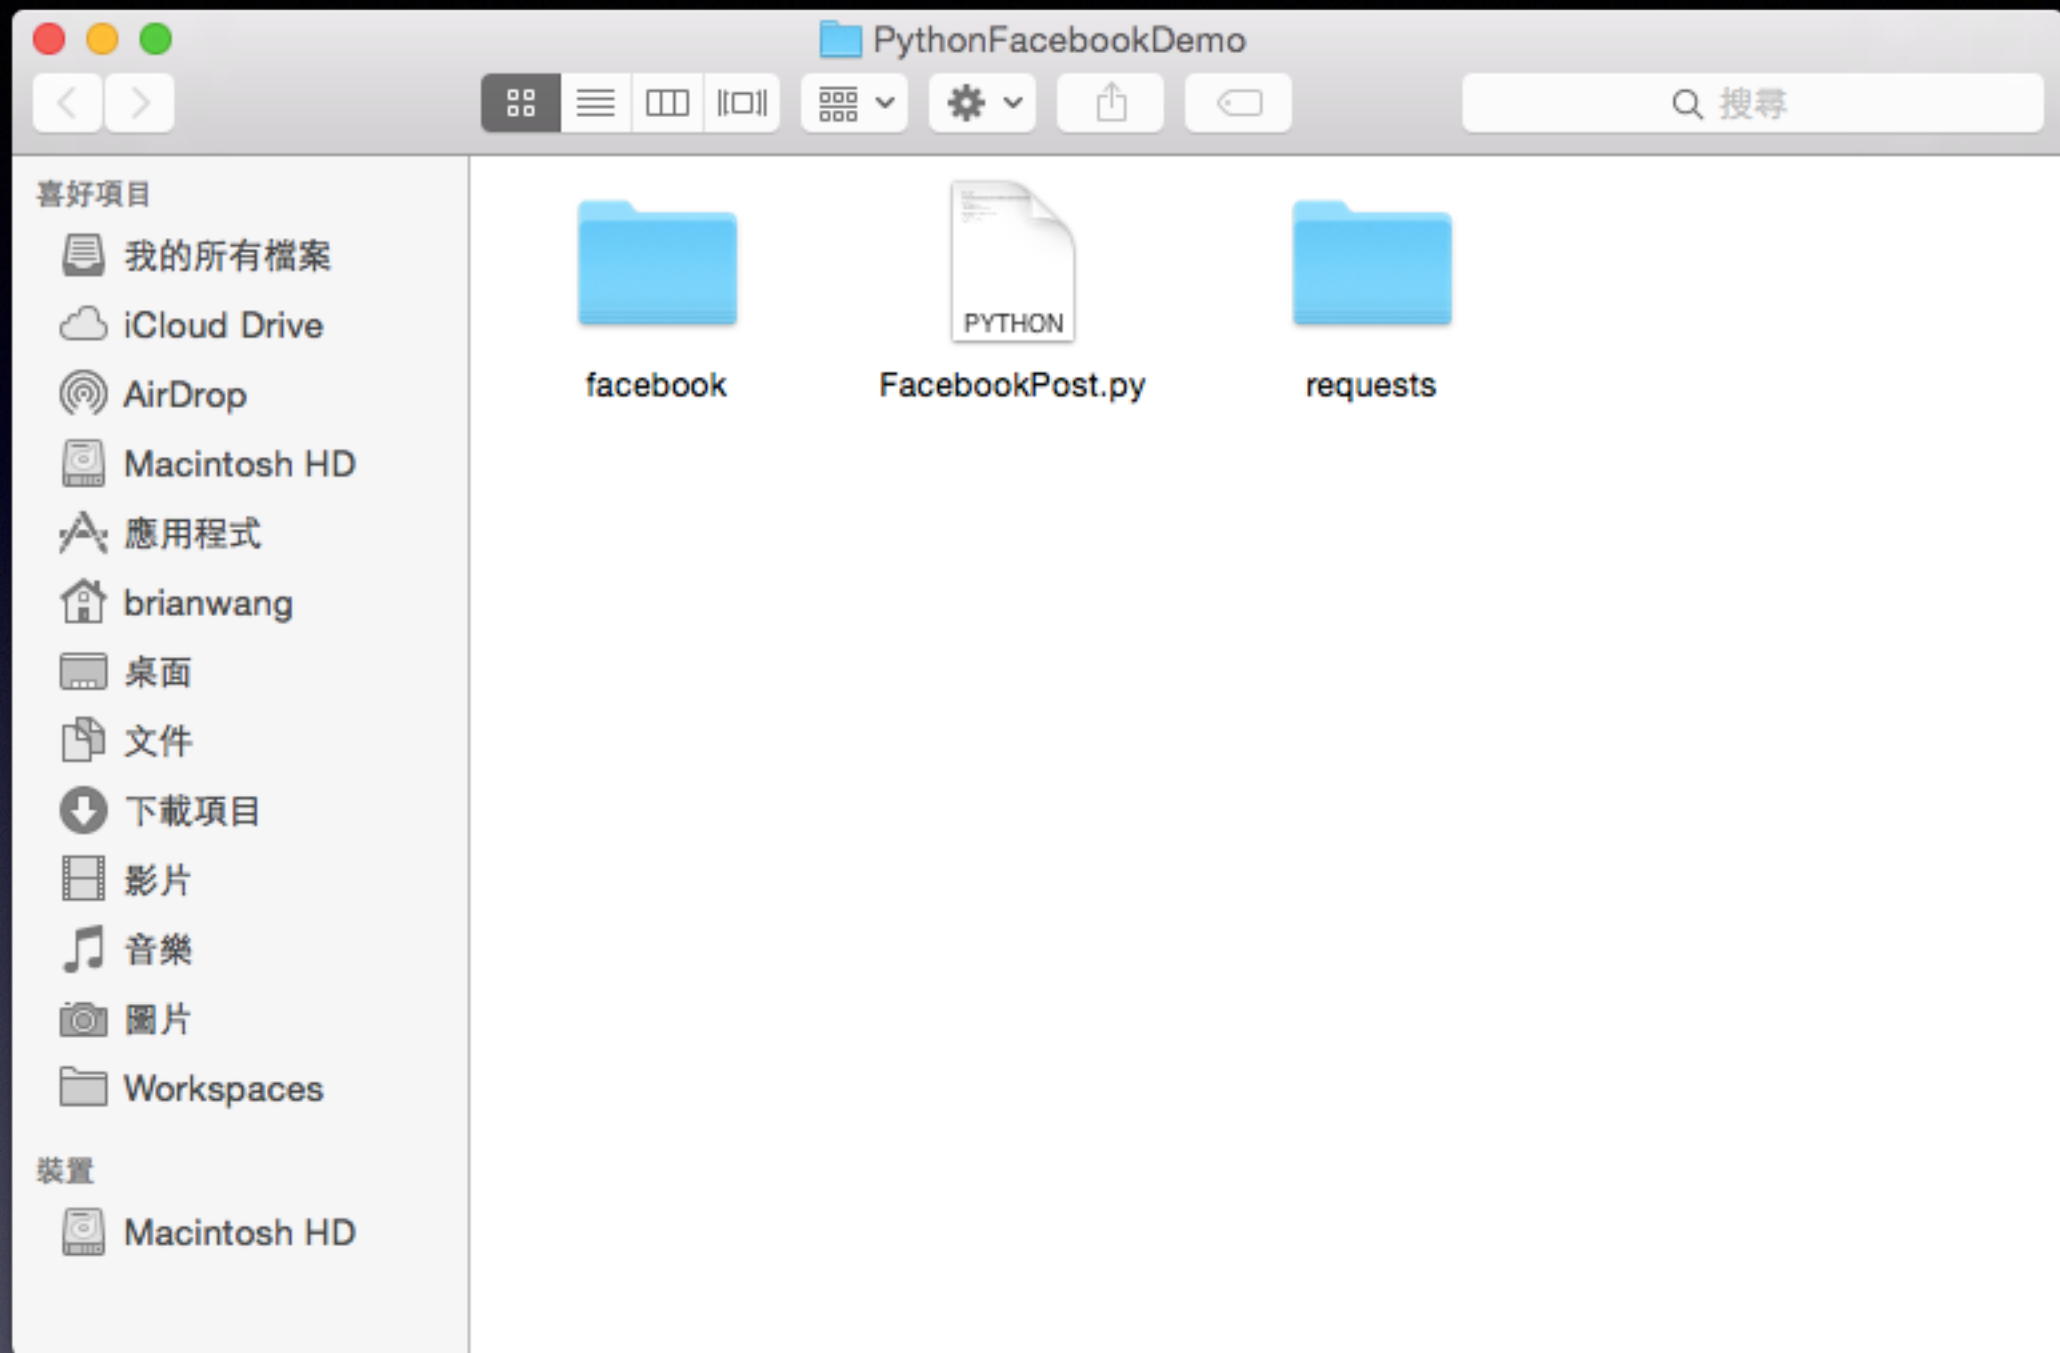 PythonFacebookDemo
搜尋
喜好項目
我的所有檔案
iCloud Drive
AirDrop
Macintosh HD
應用程式
brianwang
桌面
文件
下載項目
影片
音樂
圖片
Workspaces
裝置
Macintosh HD
PYTHON
facebook
FacebookPost.py
requests